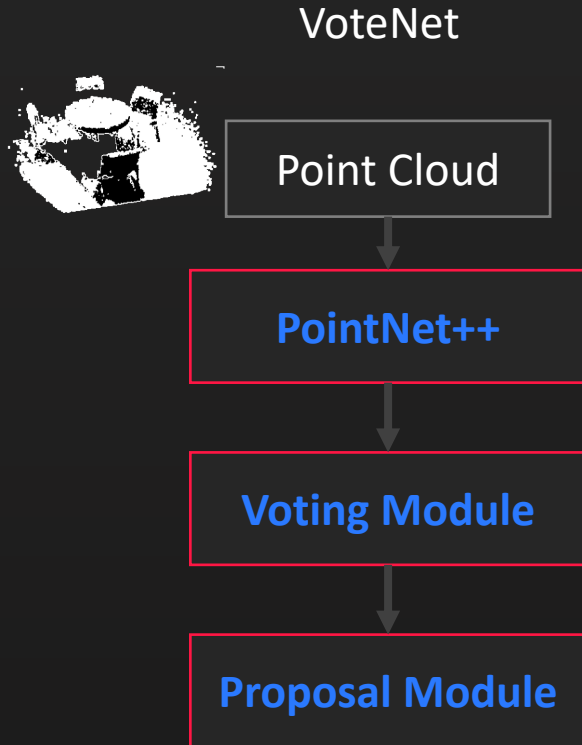 VoteNet
Point Cloud
PointNet++
Voting Module
Proposal Module